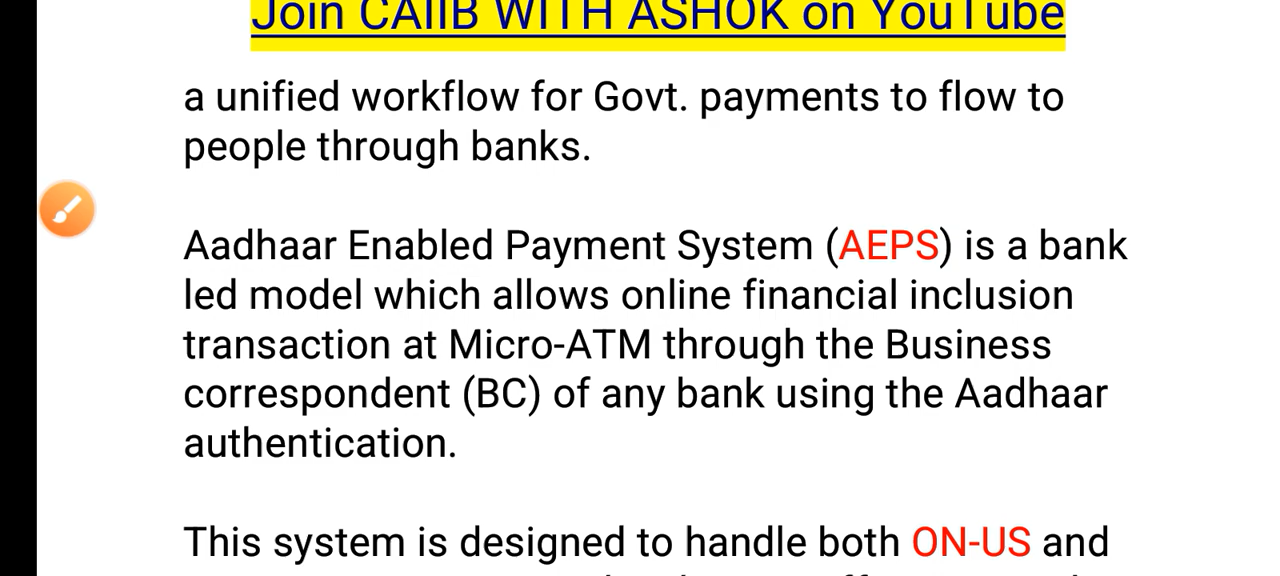 Join CAIIB WITH ASHOK on YouTube
a unified workflow for Govt. payments to flow to
people through banks.
Aadhaar Enabled Payment System (AEPS) is a bank
led model which allows online financial inclusion
transaction at Micro-ATM through the Business
correspondent (BC) of any bank using the Aadhaar
authentication.
This system is designed to handle both ON-US and